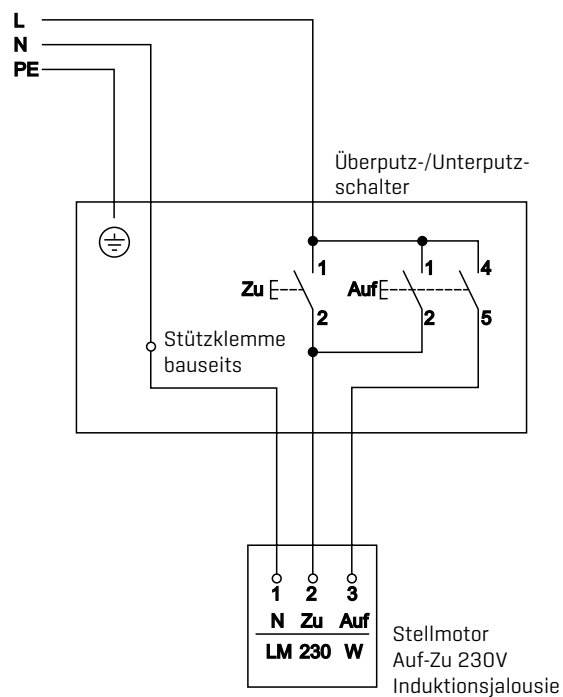 L
N
PE
Überputz-/Unterputz-
schalter
1
1
4
Zu
Auf
2
2
5
Stützklemme
bauseits
1 2 3
N Zu Auf
LM 230 W
Stellmotor
Auf-Zu 230V
Induktionsjalousie